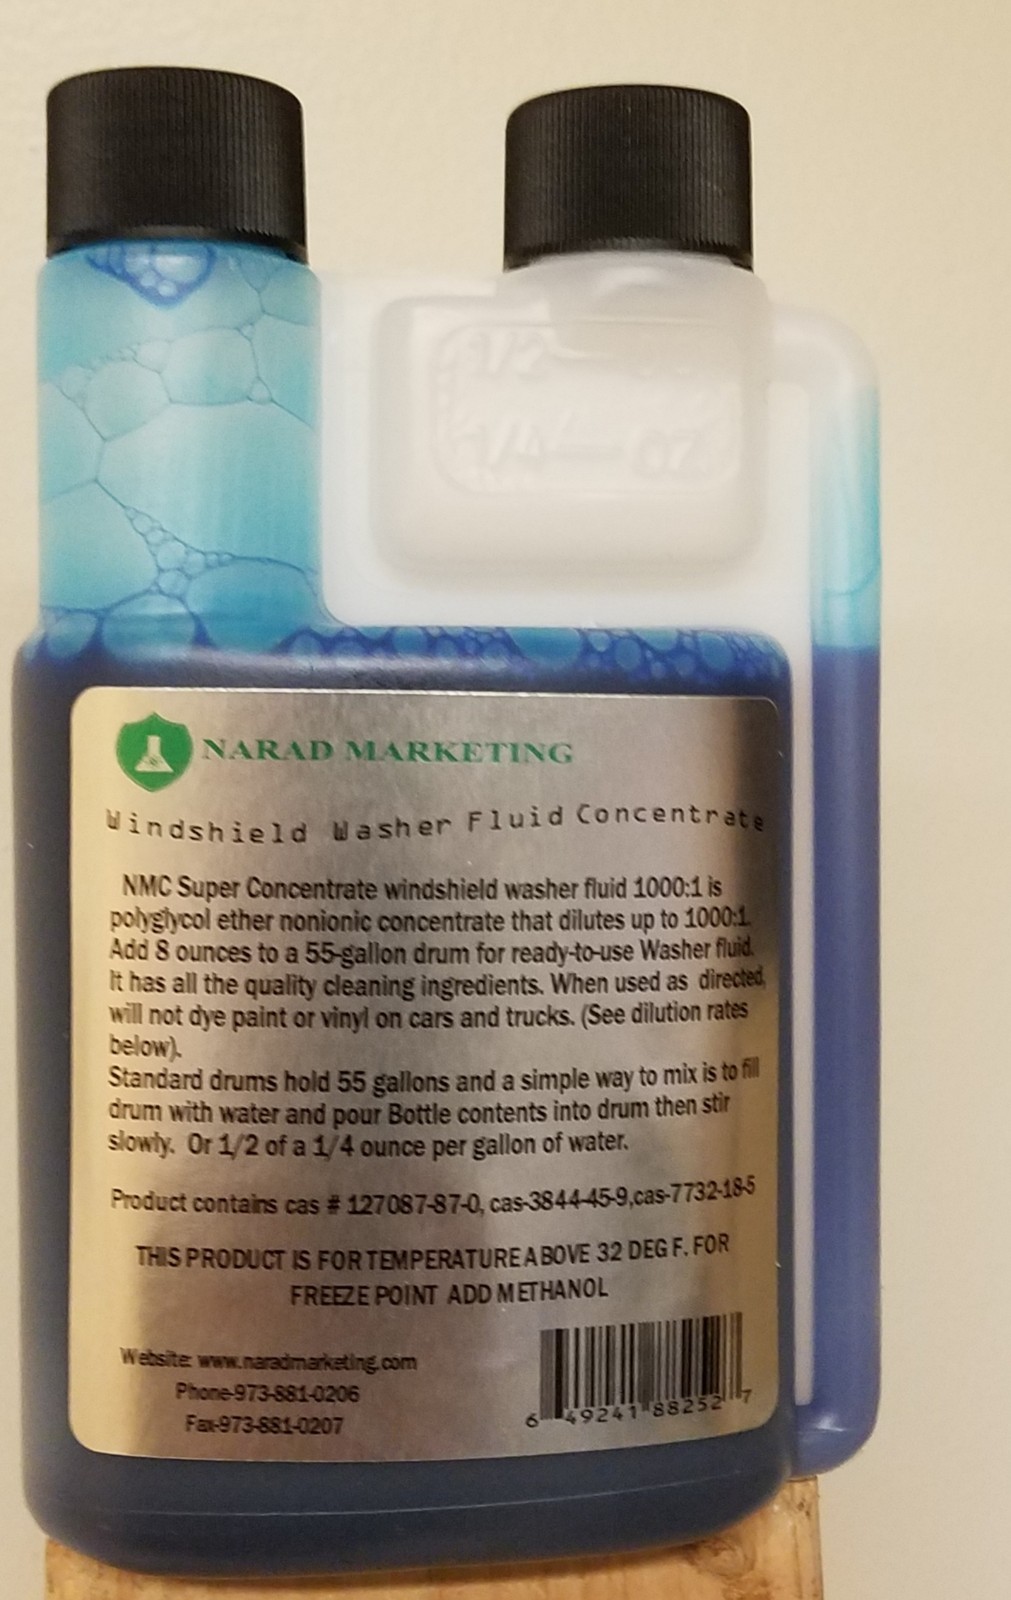 NARAD MARKETING
Windshield Washer Fluid Concentrate
NMC Super Concentrate windshield washer fluid 1000:1 is
polyglycol ether nonionic concentrate that dilutes up to 1000:1.
Add 8 ounces to a 55-gallon drum for ready-to-use Washer fluid.
It has all the quality cleaning ingredients. When used as directed,
will not dye paint or vinyl on cars and trucks. (See dilution rates
below).
Standard drums hold 55 gallons and a simple way to mix is to fill
drum with water and pour Bottle contents into drum then stir
slowly. Or 1/2 of a 1/4 ounce per gallon of water.
Product contains cas # 127087-87-0, cas-3844-45-9,cas-7732-18-5
THIS PRODUCT IS FOR TEMPERATURE ABOVE 32 DEG F. FOR
FREEZE POINT ADD METHANOL
Website: www.naradmarketing.com
Phone-973-881-0206
Fax-973-881-0207
6 49241 88252 7